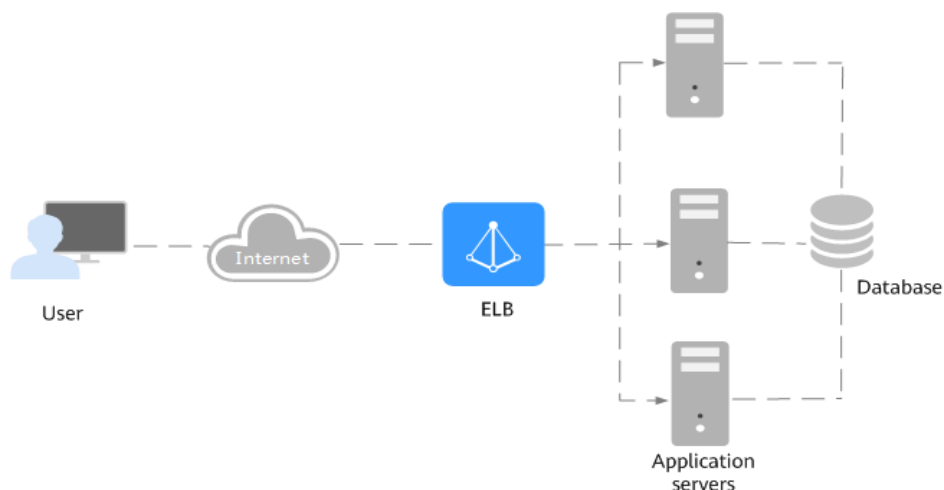 User
Internet
ELB
Database
Application
servers